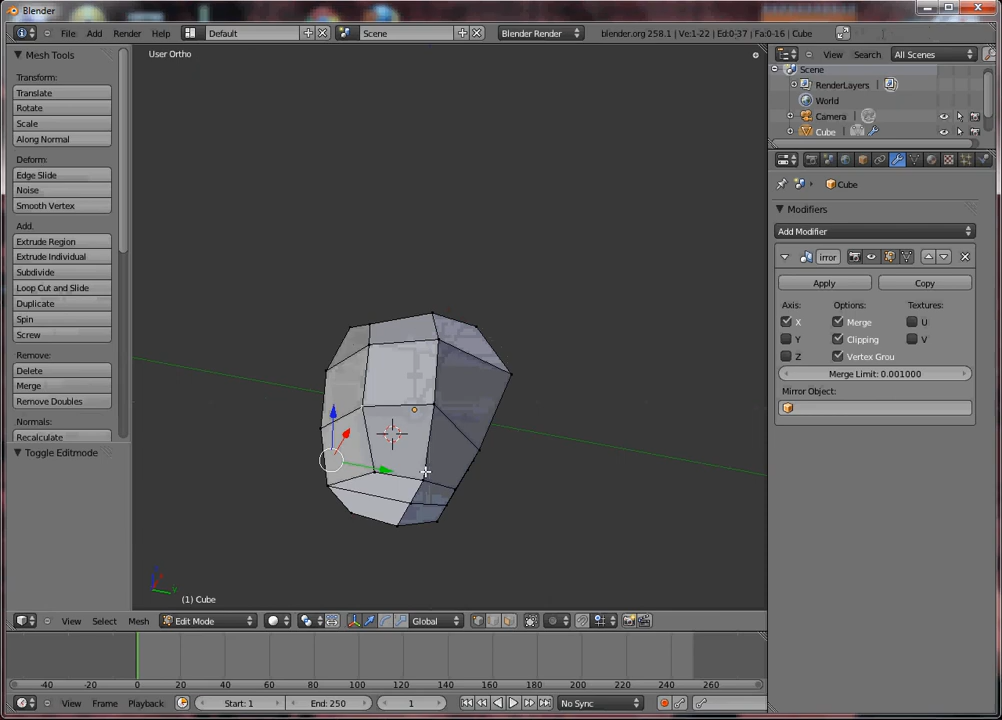 Blender
File Add Render Help Default Scene Blender Render blender.org 258.1 | Ve:1-22 | Ed:0-37 | Fa:0-16 | Cube
Mesh Tools
Transform:
Translate
Rotate
Scale
Along Normal
Deform:
Edge Slide
Noise
Smooth Vertex
Add:
Extrude Region
Extrude Individual
Subdivide
Loop Cut and Slide
Duplicate
Spin
Screw
Remove:
Delete
Merge
Remove Doubles
Normals:
Recalculate
Toggle Editmode
User Ortho
(1) Cube
View Select Mesh Edit Mode Global
View Search All Scenes
Scene
RenderLayers
World
Camera
Cube
Cube
Modifiers
Add Modifier
irror
Apply Copy
Axis: Options: Textures:
X Merge U
Y Clipping V
Z Vertex Grou
Merge Limit: 0.001000
Mirror Object:
-40 -20 0 20 40 60 80 100 120 140 160 180 200 220 240 260
View Frame Playback Start: 1 End: 250 1 No Sync